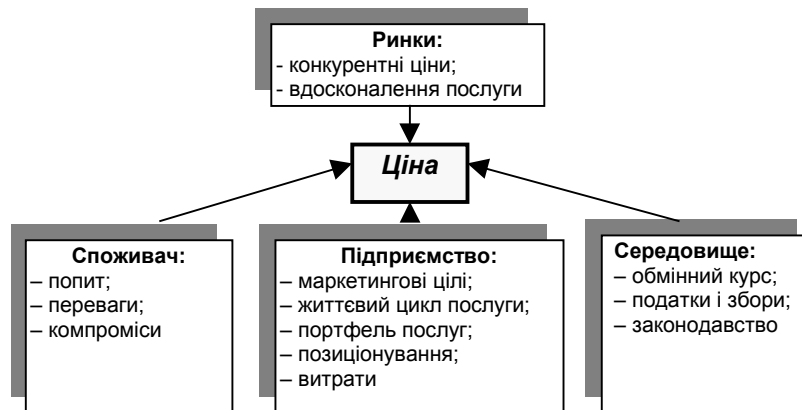 Ринки:
- конкурентні ціни;
- вдосконалення послуги
Ціна
Споживач:
– попит;
– переваги;
– компроміси
Підприємство:
– маркетингові цілі;
– життєвий цикл послуги;
– портфель послуг;
– позиціонування;
– витрати
Середовище:
– обмінний курс;
– податки і збори;
– законодавство